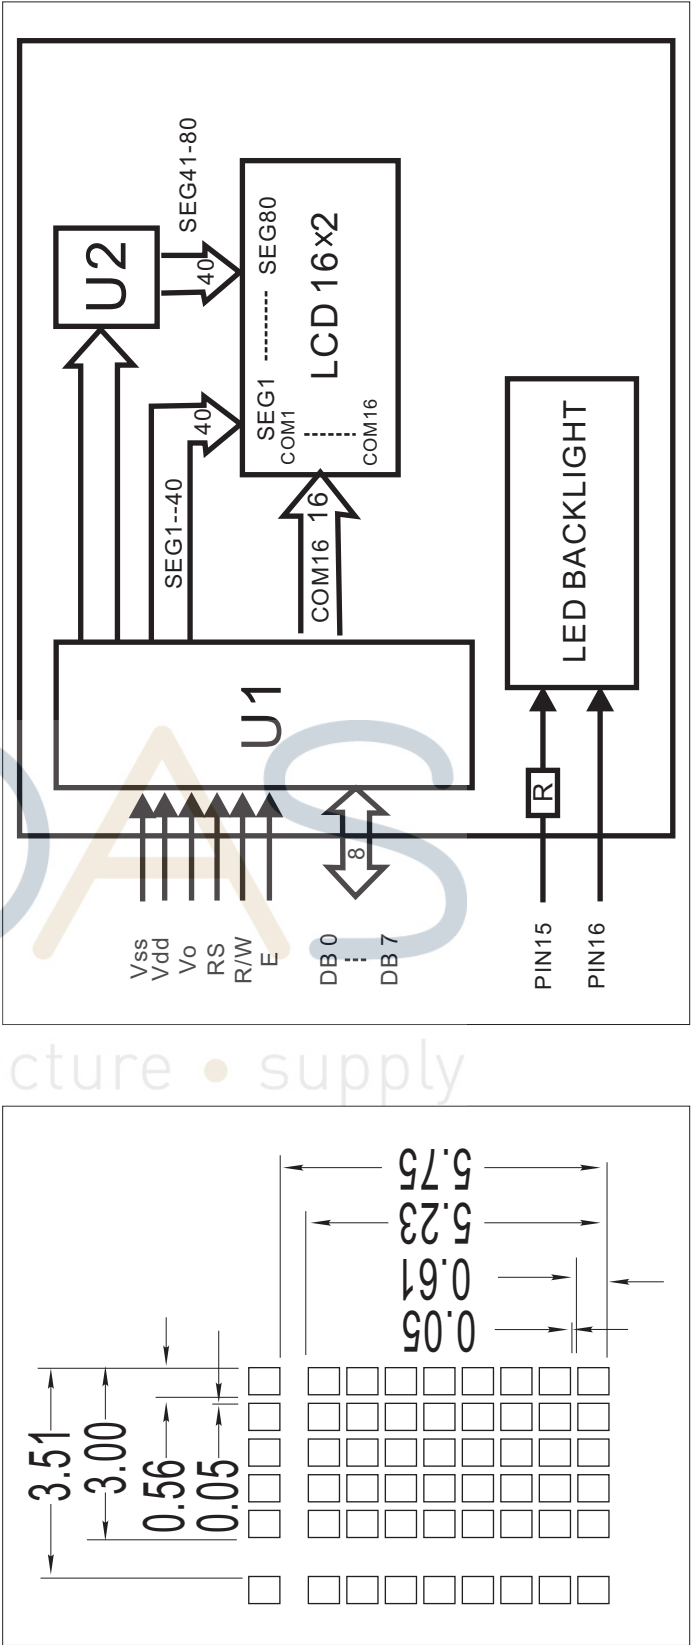 U2
SEG41-80
40
SEG1 --------- SEG80
COM1
COM16
LCD 16×2
40
SEG1--40
COM16 16
U1
LED BACKLIGHT
R
Vss
Vdd
Vo
RS
R/W
E
8
DB 0
DB 7
PIN15
PIN16
cture • supply
5.75
5.23
0.61
0.05
3.51
3.00
0.56
0.05